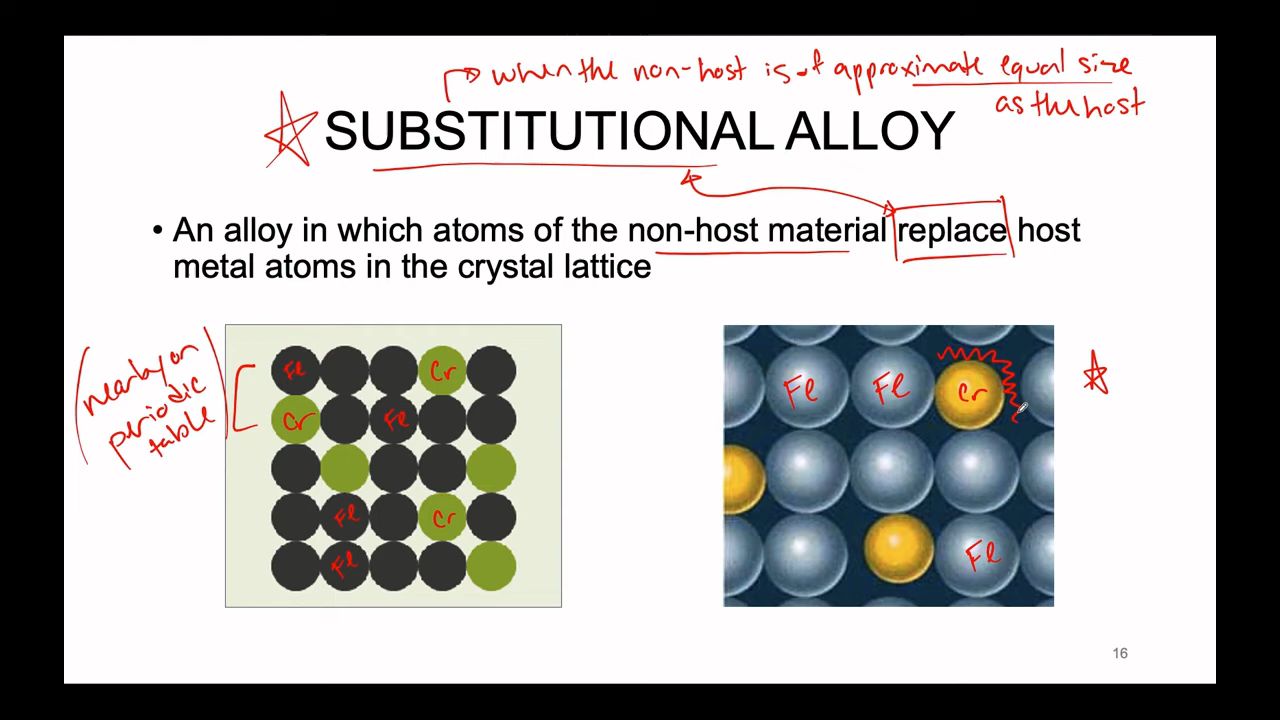 when the non-host is of approximate equal size
as the host
SUBSTITUTIONAL ALLOY
• An alloy in which atoms of the non-host material replace host
metal atoms in the crystal lattice
(nearby on
periodic
table)
Fe
Cr
Cr
Fe
Fe
Cr
Fe
Fe
Fe
Cr
Fe
16